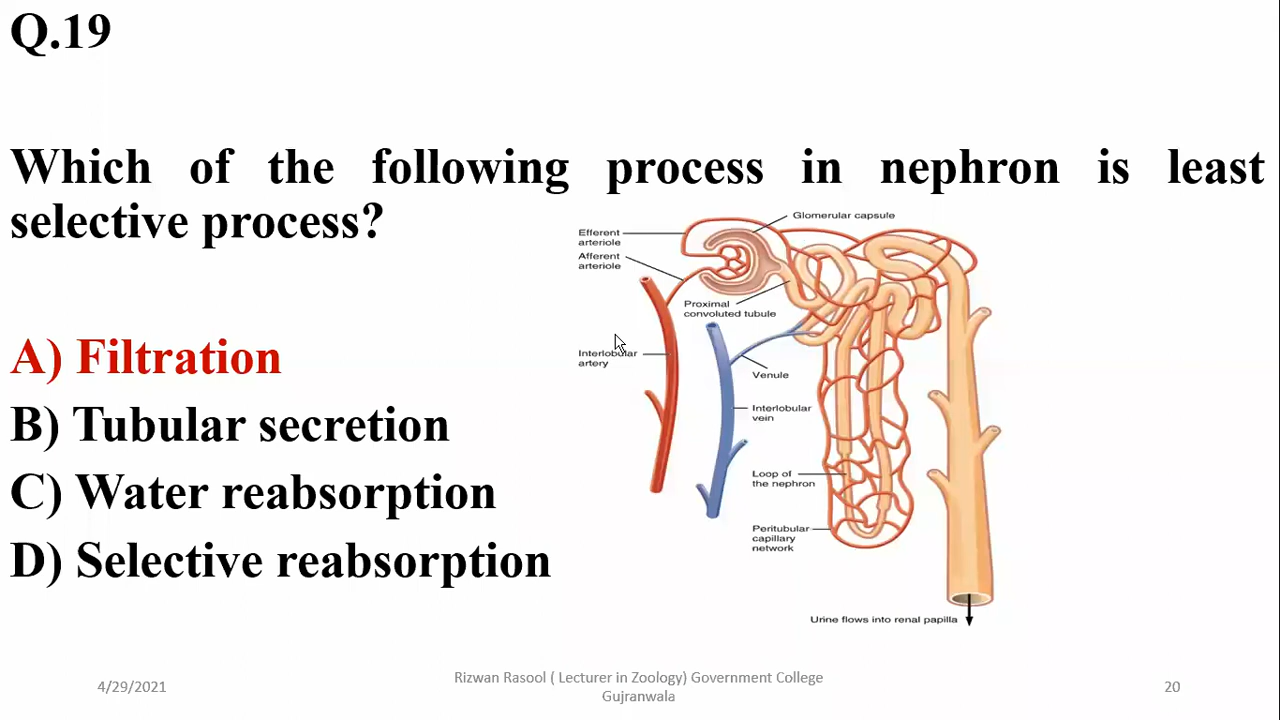 Q.19
Which of the following process in nephron is least
selective process?
A) Filtration
B) Tubular secretion
C) Water reabsorption
D) Selective reabsorption
Glomerular capsule
Efferent
arteriole
Afferent
arteriole
Proximal
convoluted tubule
Interlobular
artery
Venule
Interlobular
vein
Loop of
the nephron
Peritubular
capillary
network
Urine flows into renal papilla
4/29/2021
Rizwan Rasool ( Lecturer in Zoology) Government College
Gujranwala
20